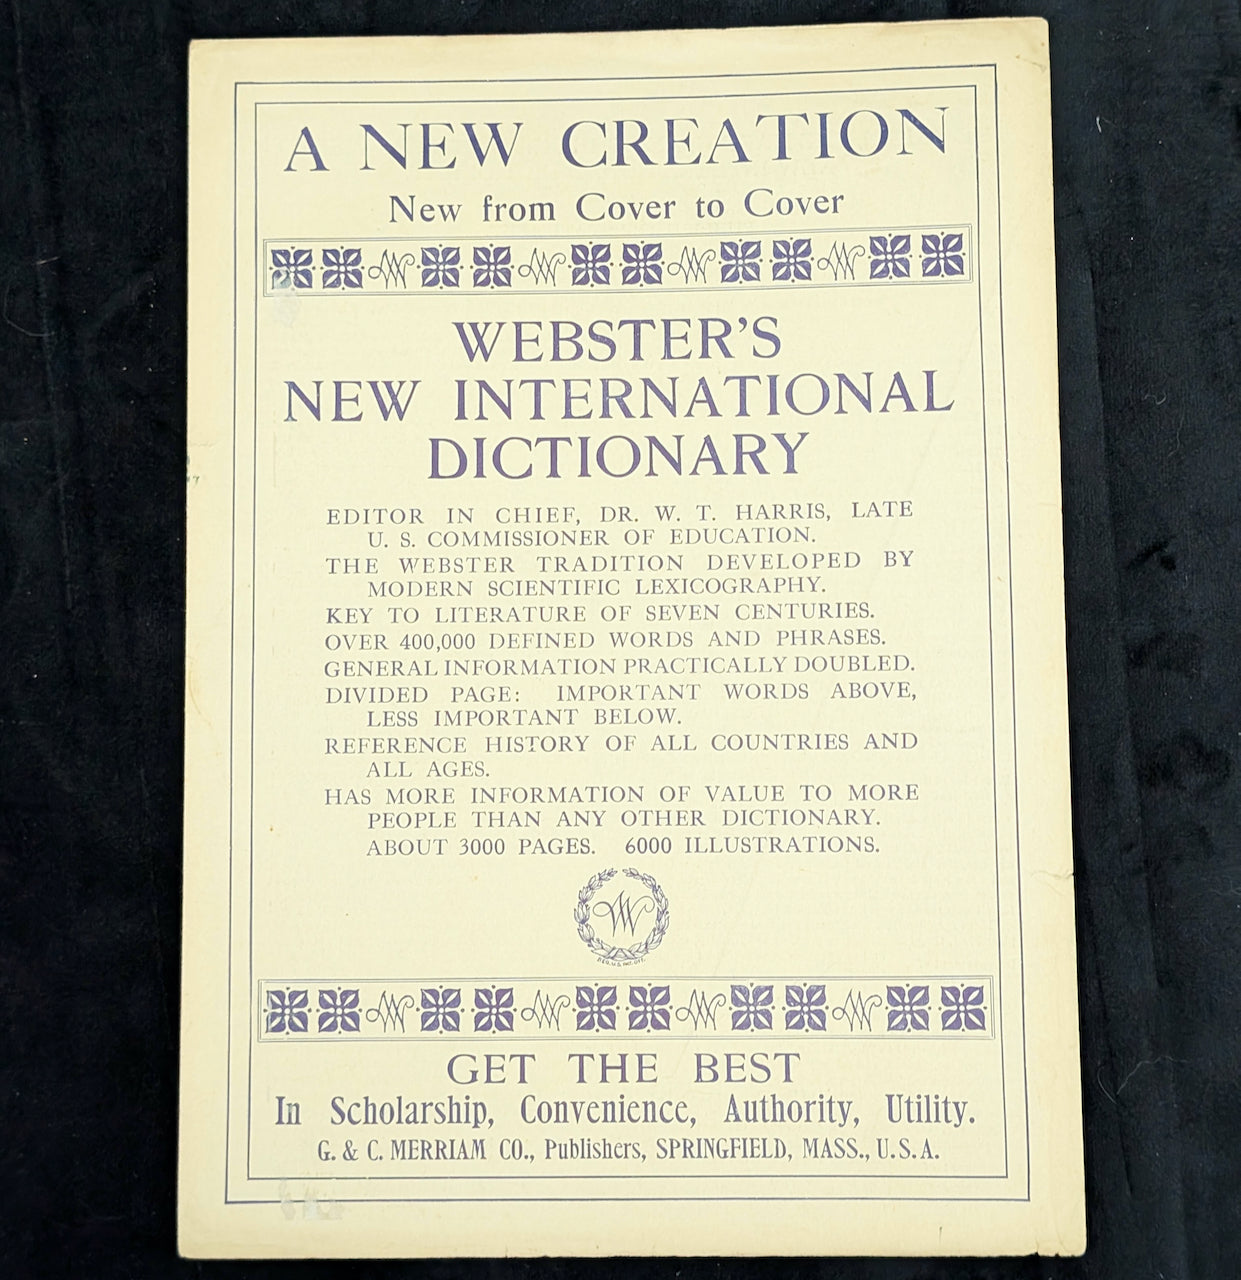 A NEW CREATION
New from Cover to Cover
WEBSTER'S
NEW INTERNATIONAL
DICTIONARY
EDITOR IN CHIEF, DR. W. T. HARRIS, LATE
U. S. COMMISSIONER OF EDUCATION.
THE WEBSTER TRADITION DEVELOPED BY
MODERN SCIENTIFIC LEXICOGRAPHY.
KEY TO LITERATURE OF SEVEN CENTURIES.
OVER 400,000 DEFINED WORDS AND PHRASES.
GENERAL INFORMATION PRACTICALLY DOUBLED.
DIVIDED PAGE: IMPORTANT WORDS ABOVE,
LESS IMPORTANT BELOW.
REFERENCE HISTORY OF ALL COUNTRIES AND
ALL AGES.
HAS MORE INFORMATION OF VALUE TO MORE
PEOPLE THAN ANY OTHER DICTIONARY.
ABOUT 3000 PAGES. 6000 ILLUSTRATIONS.
W
REG. U.S. PAT. OFF.
GET THE BEST
In Scholarship, Convenience, Authority, Utility.
G. & C. MERRIAM CO., Publishers, SPRINGFIELD, MASS., U.S.A.